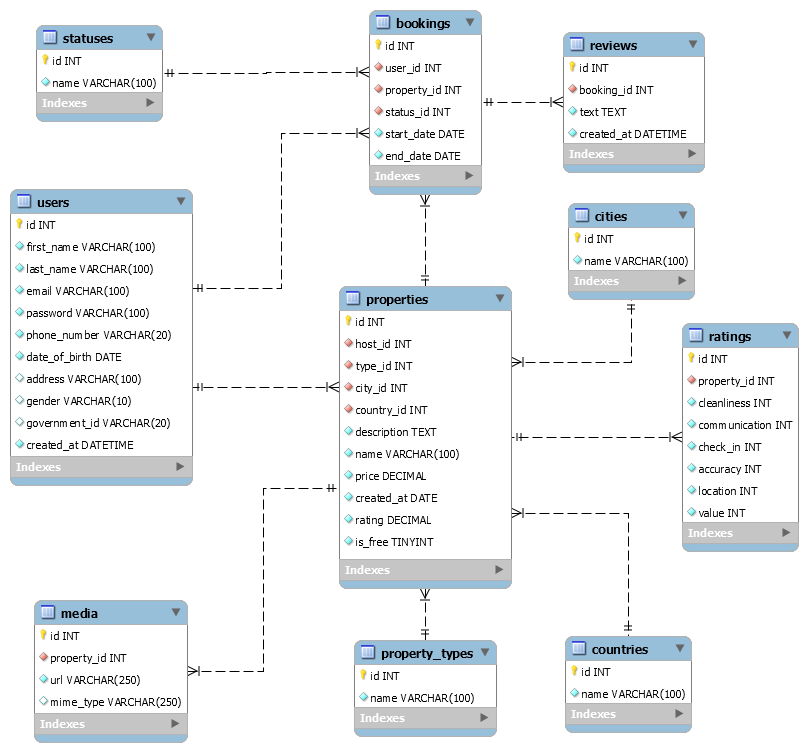 statuses
id INT
name VARCHAR(100)
Indexes
bookings
id INT
user_id INT
property_id INT
status_id INT
start_date DATE
end_date DATE
Indexes
reviews
id INT
booking_id INT
text TEXT
created_at DATETIME
Indexes
users
id INT
first_name VARCHAR(100)
last_name VARCHAR(100)
email VARCHAR(100)
password VARCHAR(100)
phone_number VARCHAR(20)
date_of_birth DATE
address VARCHAR(100)
gender VARCHAR(10)
government_id VARCHAR(20)
created_at DATETIME
Indexes
cities
id INT
name VARCHAR(100)
Indexes
properties
id INT
host_id INT
type_id INT
city_id INT
country_id INT
description TEXT
name VARCHAR(100)
price DECIMAL
created_at DATE
rating DECIMAL
is_free TINYINT
Indexes
ratings
id INT
property_id INT
cleanliness INT
communication INT
check_in INT
accuracy INT
location INT
value INT
Indexes
media
id INT
property_id INT
url VARCHAR(250)
mime_type VARCHAR(250)
Indexes
property_types
id INT
name VARCHAR(100)
Indexes
countries
id INT
name VARCHAR(100)
Indexes